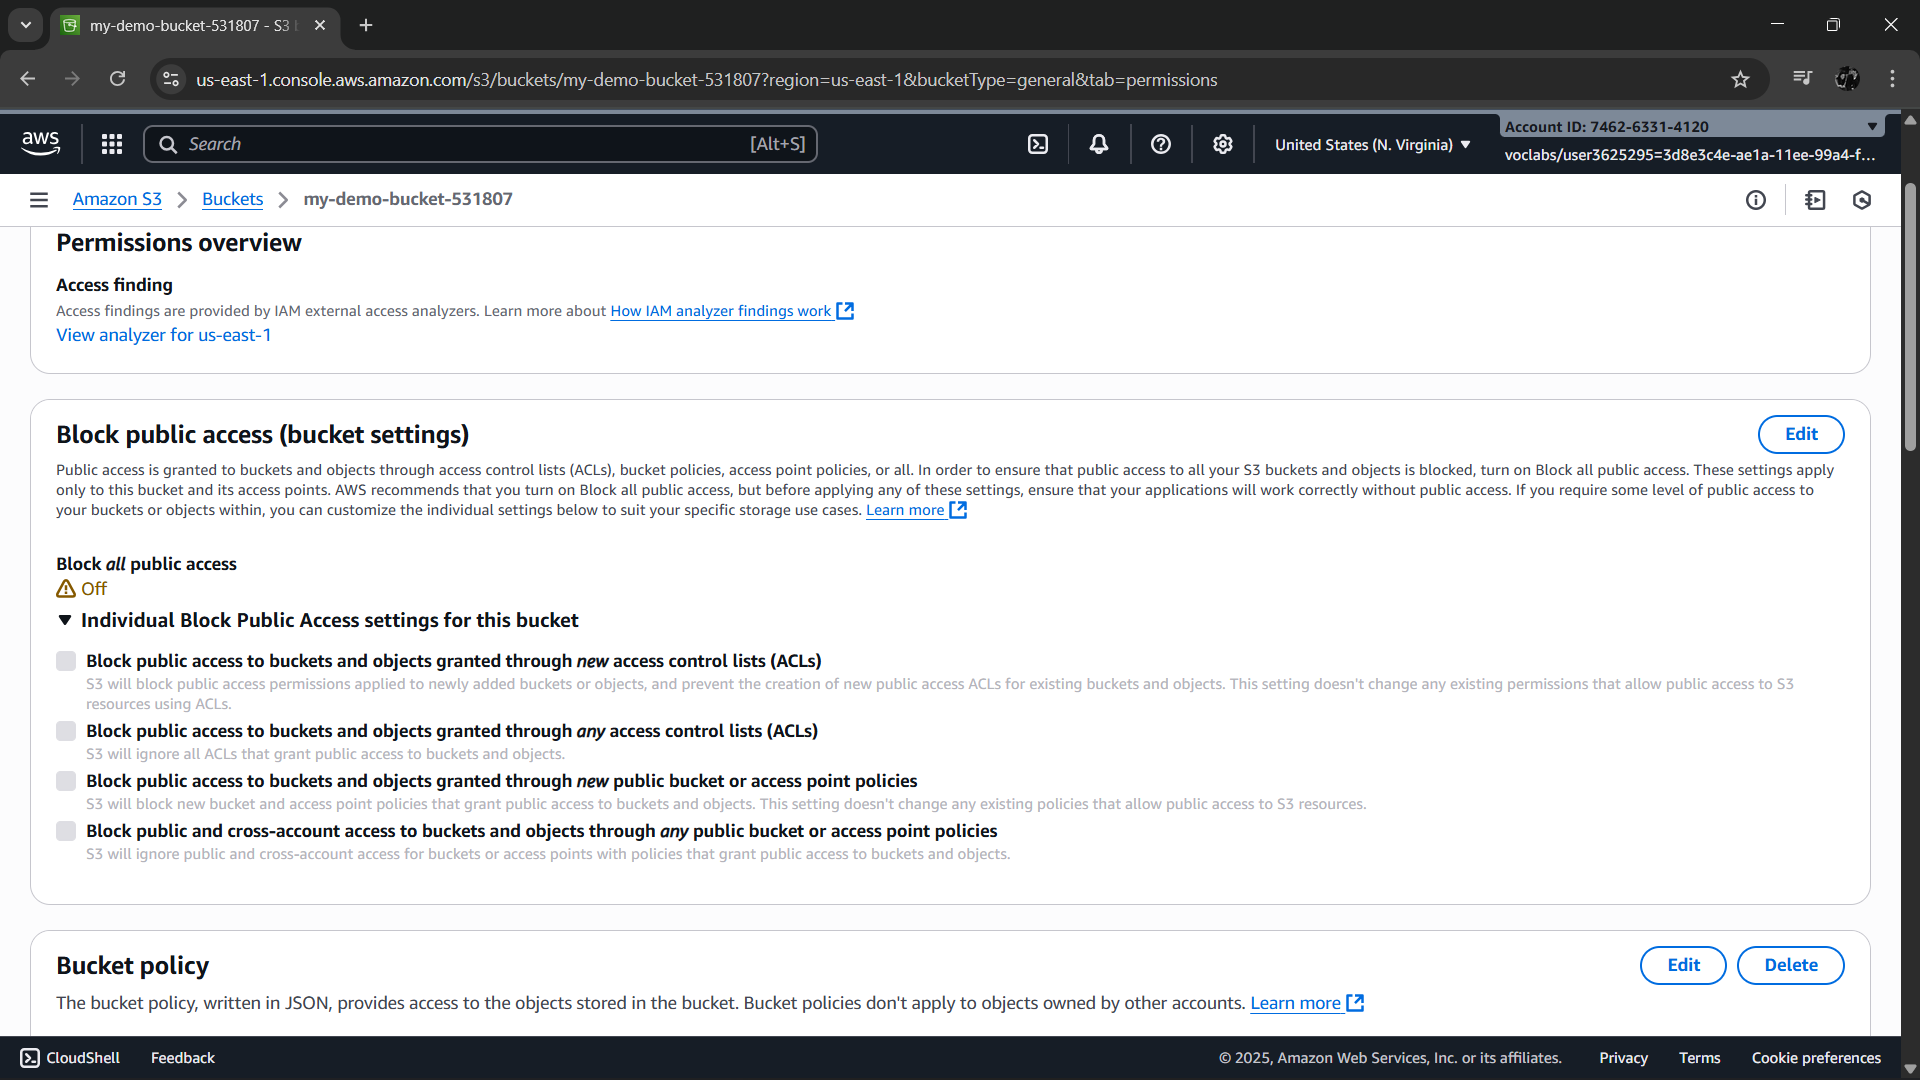 my-demo-bucket-531807 - S3
us-east-1.console.aws.amazon.com/s3/buckets/my-demo-bucket-531807?region=us-east-1&bucketType=general&tab=permissions
aws
Search
[Alt+S]
United States (N. Virginia)
Account ID: 7462-6331-4120
voclabs/user3625295=3d8e3c4e-ae1a-11ee-99a4-f...
Amazon S3
Buckets
my-demo-bucket-531807
Permissions overview
Access finding
Access findings are provided by IAM external access analyzers. Learn more about How IAM analyzer findings work
View analyzer for us-east-1
Block public access (bucket settings)
Edit
Public access is granted to buckets and objects through access control lists (ACLs), bucket policies, access point policies, or all. In order to ensure that public access to all your S3 buckets and objects is blocked, turn on Block all public access. These settings apply
only to this bucket and its access points. AWS recommends that you turn on Block all public access, but before applying any of these settings, ensure that your applications will work correctly without public access. If you require some level of public access to
your buckets or objects within, you can customize the individual settings below to suit your specific storage use cases. Learn more
Block all public access
Off
Individual Block Public Access settings for this bucket
Block public access to buckets and objects granted through new access control lists (ACLs)
S3 will block public access permissions applied to newly added buckets or objects, and prevent the creation of new public access ACLs for existing buckets and objects. This setting doesn't change any existing permissions that allow public access to S3
resources using ACLs.
Block public access to buckets and objects granted through any access control lists (ACLs)
S3 will ignore all ACLs that grant public access to buckets and objects.
Block public access to buckets and objects granted through new public bucket or access point policies
S3 will block new bucket and access point policies that grant public access to buckets and objects. This setting doesn't change any existing policies that allow public access to S3 resources.
Block public and cross-account access to buckets and objects through any public bucket or access point policies
S3 will ignore public and cross-account access for buckets or access points with policies that grant public access to buckets and objects.
Bucket policy
Edit
Delete
The bucket policy, written in JSON, provides access to the objects stored in the bucket. Bucket policies don't apply to objects owned by other accounts. Learn more
CloudShell
Feedback
© 2025, Amazon Web Services, Inc. or its affiliates.
Privacy
Terms
Cookie preferences